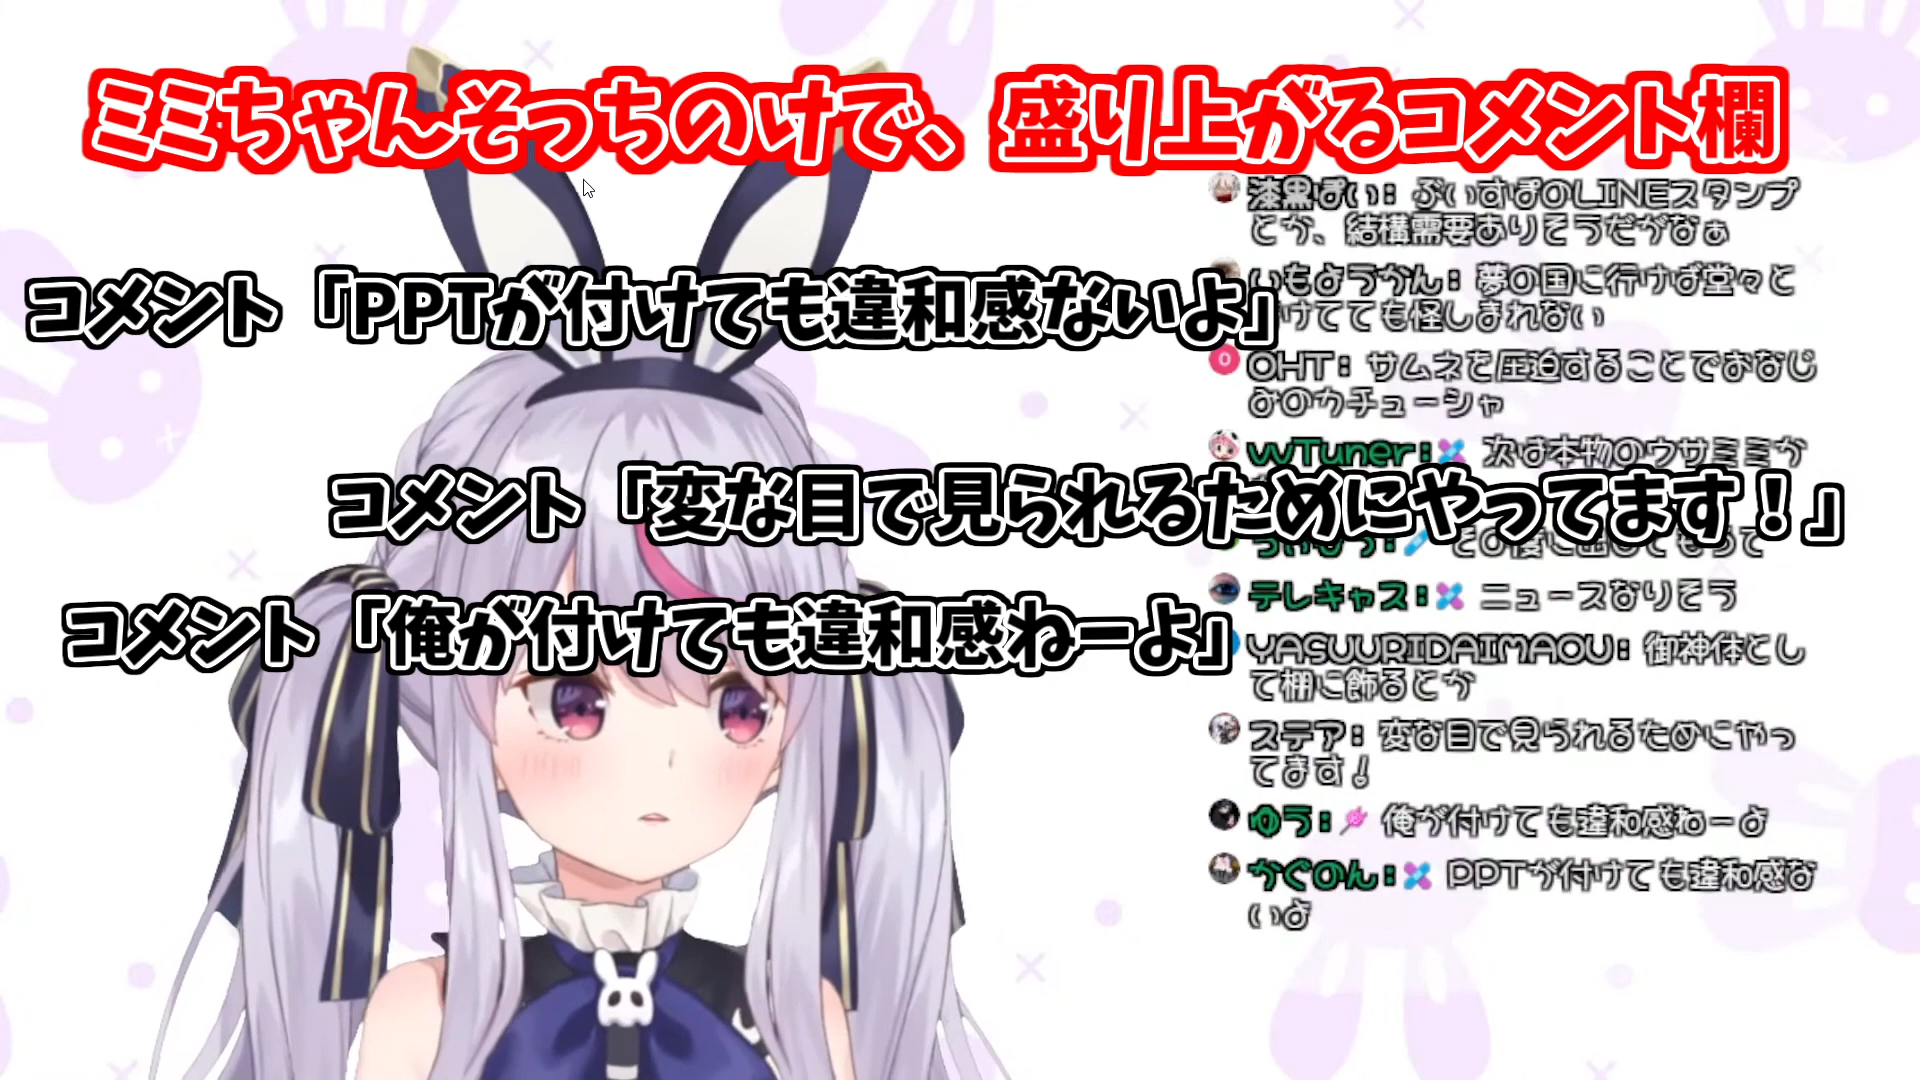 ミミちゃんそっちのけで、盛り上がるコメント欄
コメント「PPTが付けても違和感ないよ」
コメント「変な目で見られるためにやってます！」
コメント「俺が付けても違和感ねーよ」
漆黒ぽい: ぶいすぽのLINEスタンプ
とか、結構需要ありそうだがなぁ
いもようかん: 夢の国に行けば堂々と
けてても怪しまれない
O
OHT: サムネを圧迫することでおなじ
みのカチューシャ
vvTuner: 次は本物のウサミミか
テレキャス: ニュースなりそう
YASUURIDAIMAOU: 御神体とし
て棚に飾るとか
ステア: 変な目で見られるためにやっ
てます!
ゆう: 俺が付けても違和感ねーよ
かぐのん: PPTが付けても違和感な
いよ